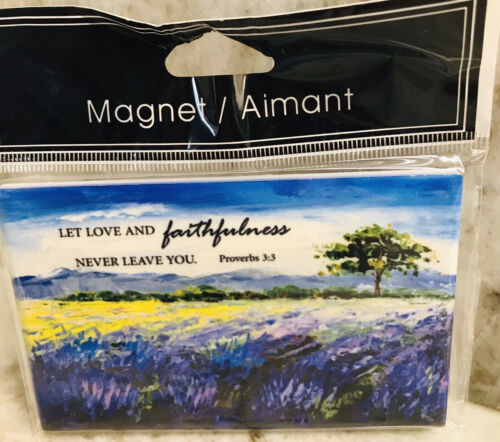 Magnet / Aimant
LET LOVE AND faithfulness
NEVER LEAVE YOU. Proverbs 3:3